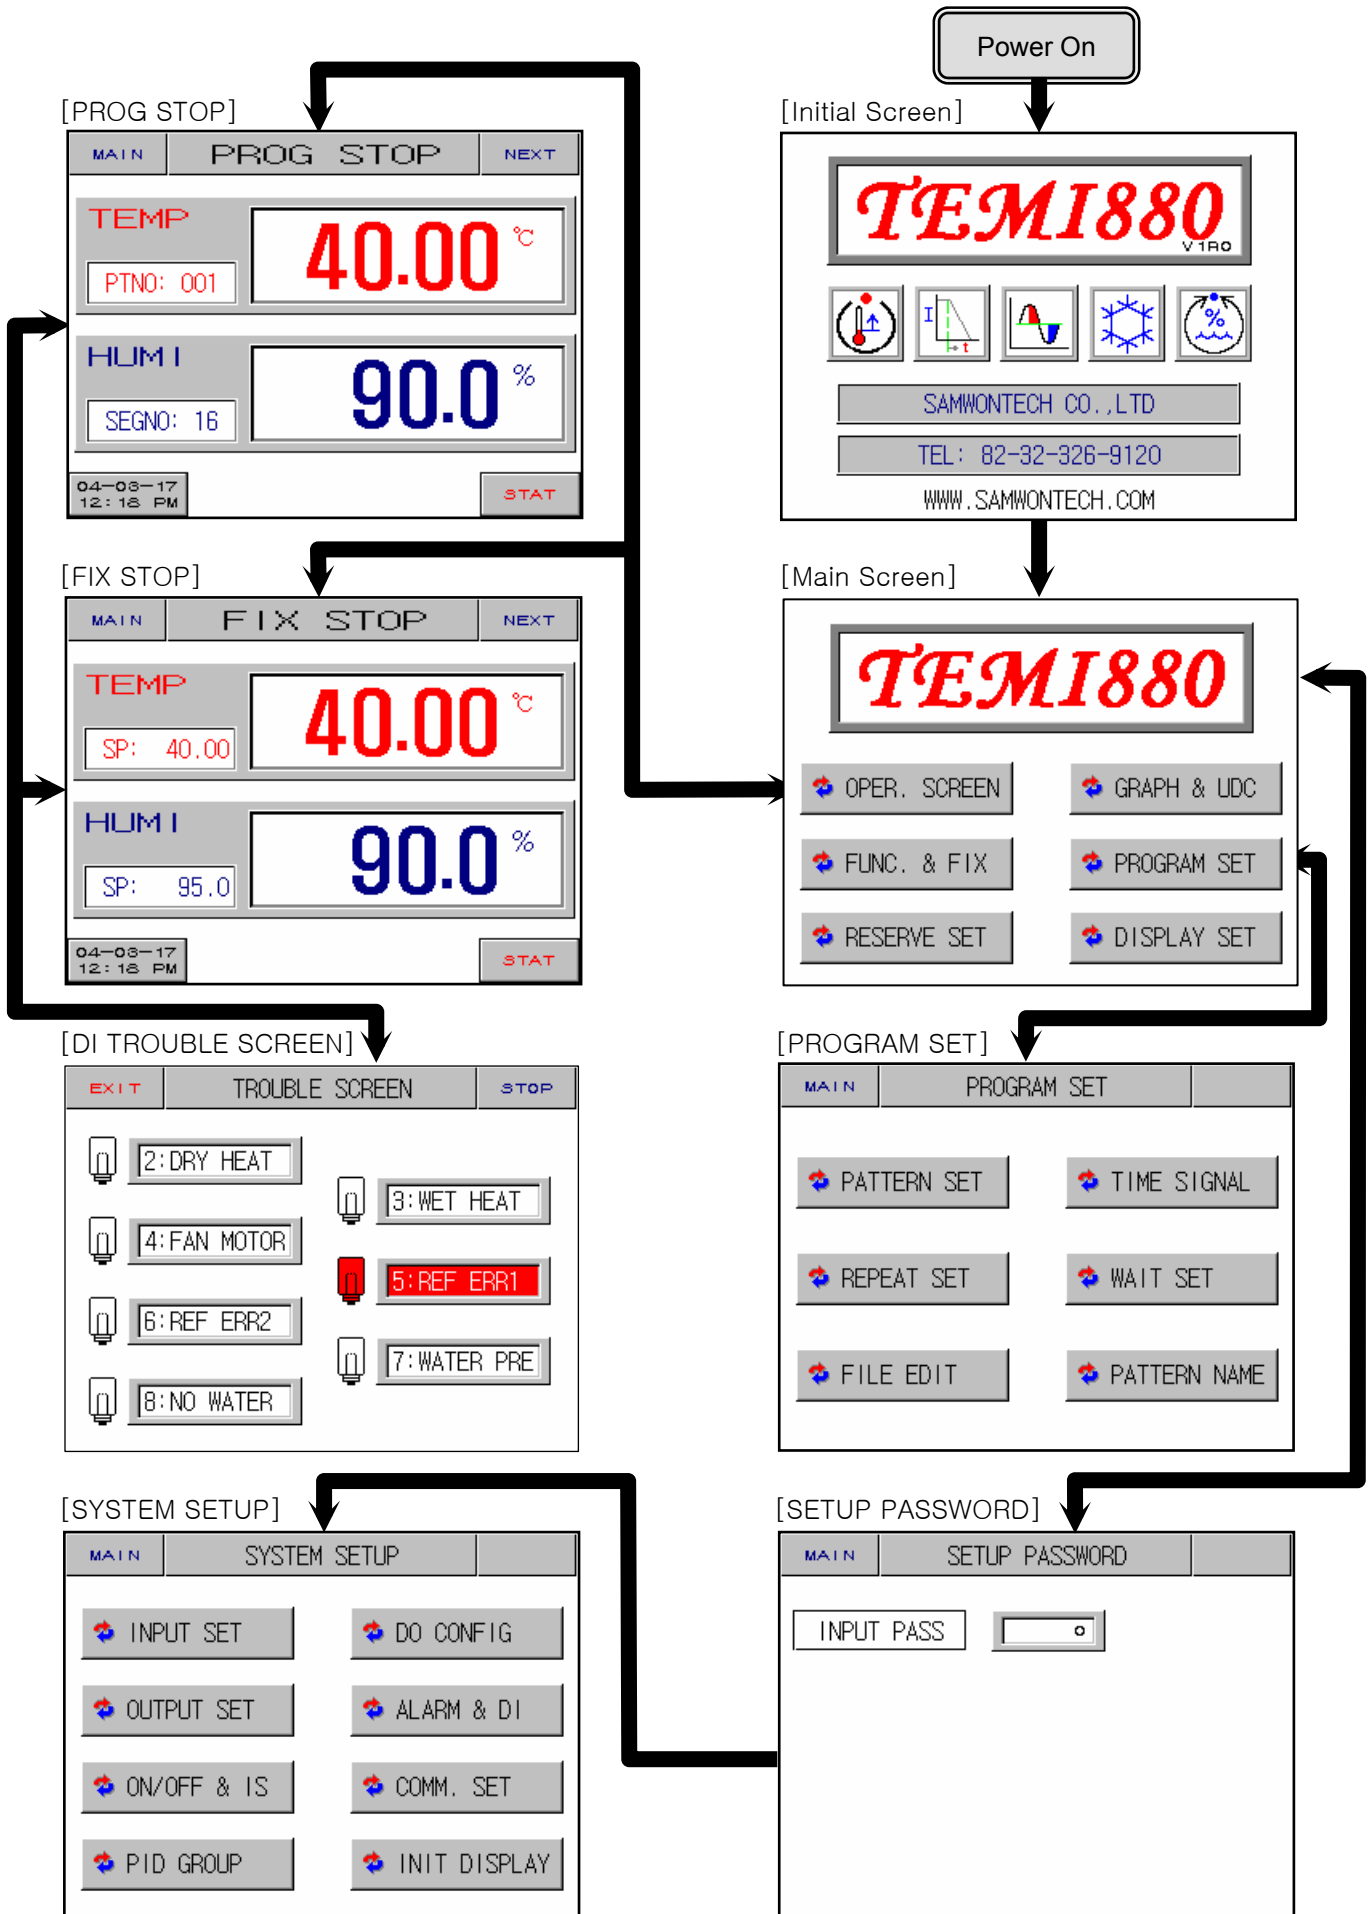 Power On
[PROG STOP]
MAIN PROG STOP NEXT
TEMP
40.00 ℃
PTNO: 001
HUMI
90.0 %
SEGNO: 16
04-03-17
12:18 PM
STAT
[Initial Screen]
TEMI880
V1R0
I
t
%
SAMWONTECH CO.,LTD
TEL: 82-32-326-9120
WWW.SAMWONTECH.COM
[FIX STOP]
MAIN FIX STOP NEXT
TEMP
40.00 ℃
SP: 40.00
HUMI
90.0 %
SP: 95.0
04-03-17
12:18 PM
STAT
[Main Screen]
TEMI880
OPER. SCREEN GRAPH & UDC
FUNC. & FIX PROGRAM SET
RESERVE SET DISPLAY SET
[DI TROUBLE SCREEN]
EXIT TROUBLE SCREEN STOP
2:DRY HEAT
3:WET HEAT
4:FAN MOTOR
5:REF ERR1
6:REF ERR2
7:WATER PRE
8:NO WATER
[PROGRAM SET]
MAIN PROGRAM SET
PATTERN SET TIME SIGNAL
REPEAT SET WAIT SET
FILE EDIT PATTERN NAME
[SYSTEM SETUP]
MAIN SYSTEM SETUP
INPUT SET DO CONFIG
OUTPUT SET ALARM & DI
ON/OFF & IS COMM. SET
PID GROUP INIT DISPLAY
[SETUP PASSWORD]
MAIN SETUP PASSWORD
INPUT PASS 0